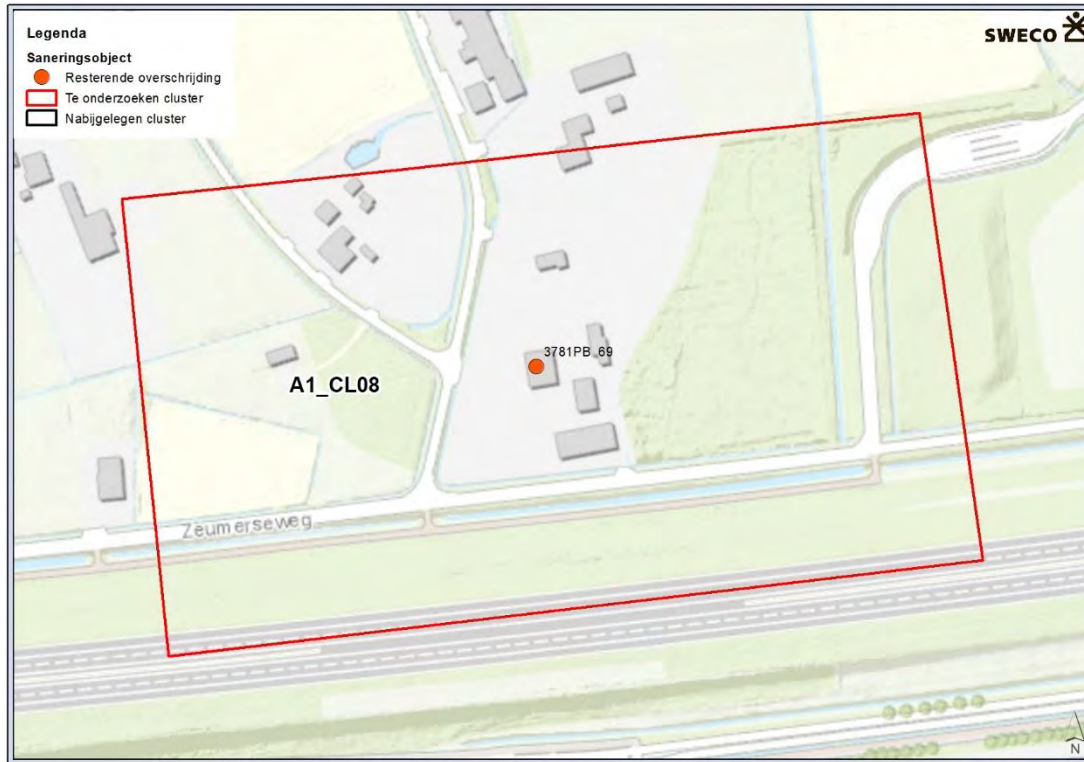 Legenda
SWECO
Saneringsobject
Resterende overschrijding
Te onderzoeken cluster
Nabijgelegen cluster
3781PB_69
A1_CL08
Zeumerseweg
N